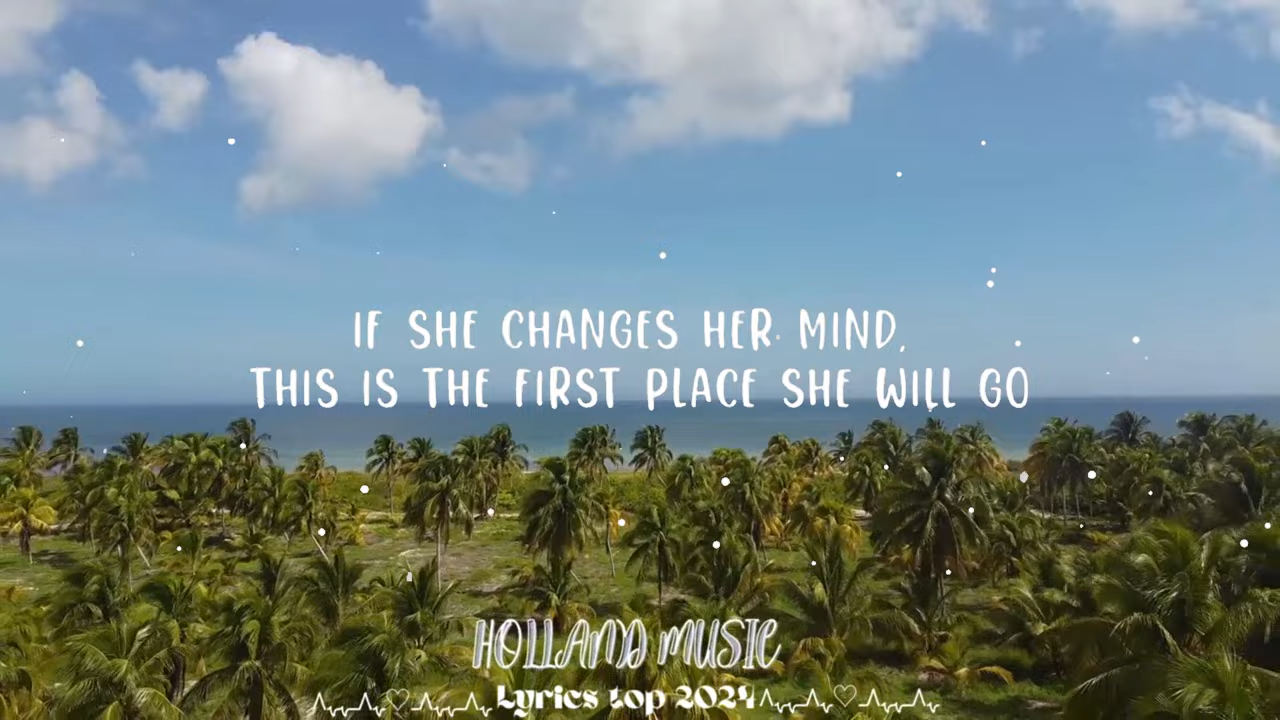 IF SHE CHANGES HER MIND,
THIS IS THE FIRST PLACE SHE WILL GO
HOLLAND MUSIC
Lyrics top 2024